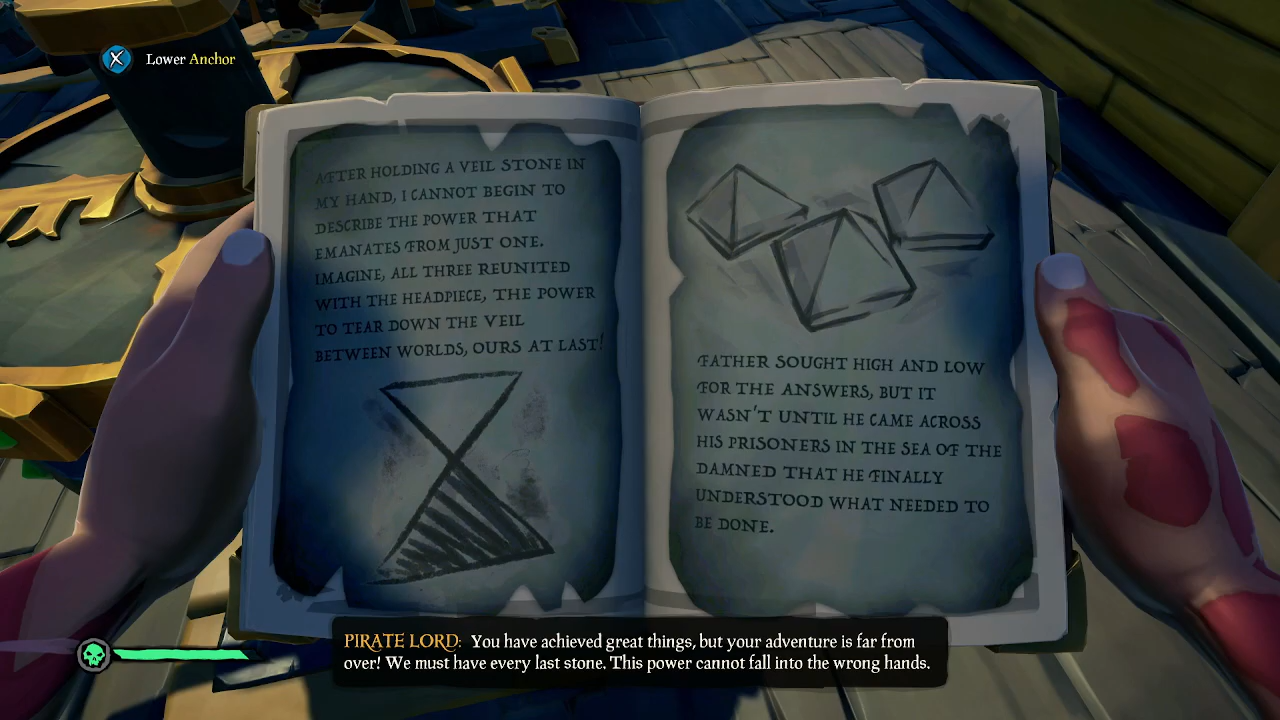 Lower Anchor
AFTER HOLDING A VEIL STONE IN
MY HAND, I CANNOT BEGIN TO
DESCRIBE THE POWER THAT
EMANATES FROM JUST ONE.
IMAGINE, ALL THREE REUNITED
WITH THE HEADPIECE, THE POWER
TO TEAR DOWN THE VEIL
BETWEEN WORLDS, OURS AT LAST!
FATHER SOUGHT HIGH AND LOW
FOR THE ANSWERS, BUT IT
WASN'T UNTIL HE CAME ACROSS
HIS PRISONERS IN THE SEA OF THE
DAMNED THAT HE FINALLY
UNDERSTOOD WHAT NEEDED TO
BE DONE.
PIRATE LORD: You have achieved great things, but your adventure is far from
over! We must have every last stone. This power cannot fall into the wrong hands.